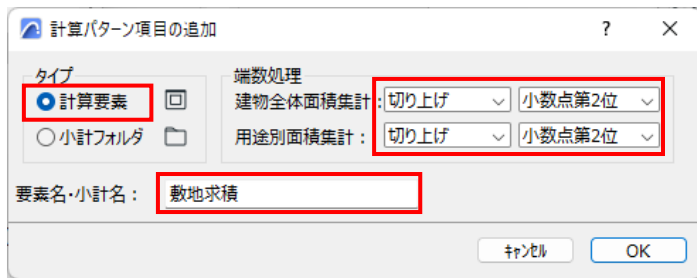 計算パターン項目の追加
?
タイプ
端数処理
計算要素
建物全体面積集計: 切り上げ 小数点第2位
小計フォルダ
用途別面積集計: 切り上げ 小数点第2位
要素名・小計名: 敷地求積
ｷｬﾝｾﾙ
OK